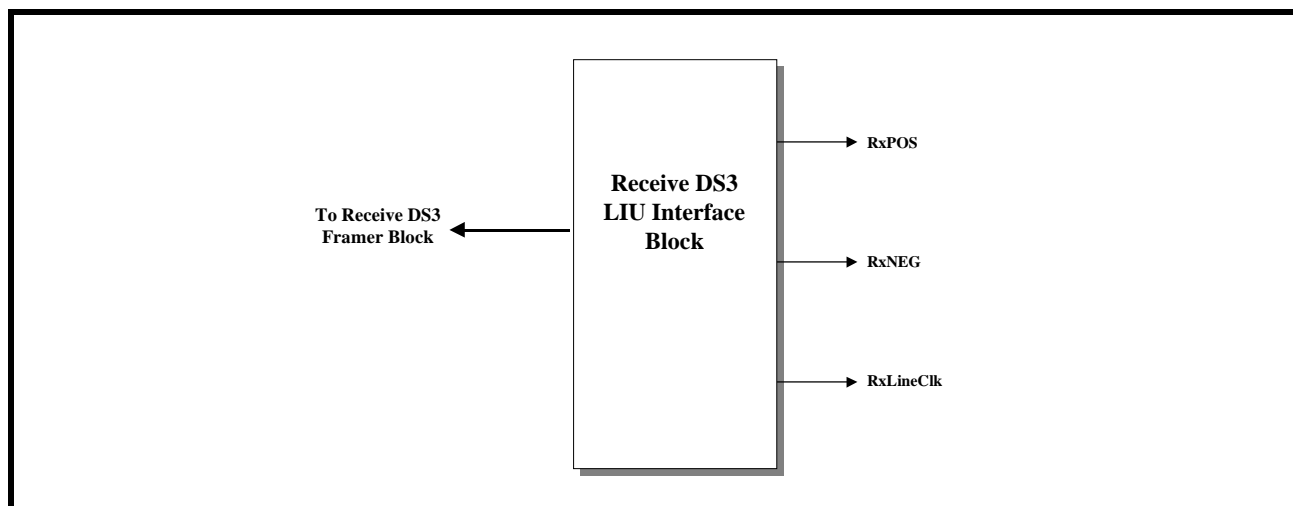 To Receive DS3
Framer Block
Receive DS3
LIU Interface
Block
RxPOS
RxNEG
RxLineClk